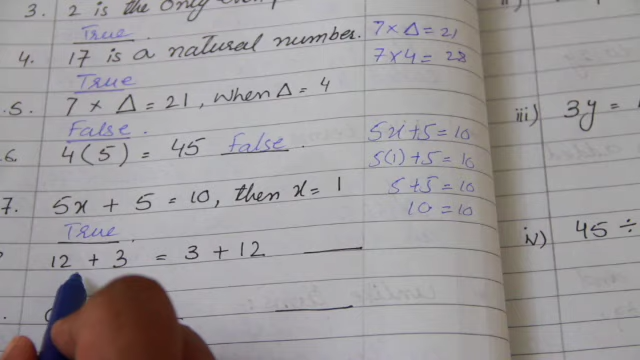 3. 2 is the only even
True
4. 17 is a natural number. 7 × Δ = 21
True 7 × 4 = 28
5. 7 × Δ = 21, when Δ = 4
False
6. 4(5) = 45 False 5x + 5 = 10
5(1) + 5 = 10
7. 5x + 5 = 10, then x = 1 5 + 5 = 10
True 10 = 10
12 + 3 = 3 + 12
iii) 3y =
iv) 45 ÷